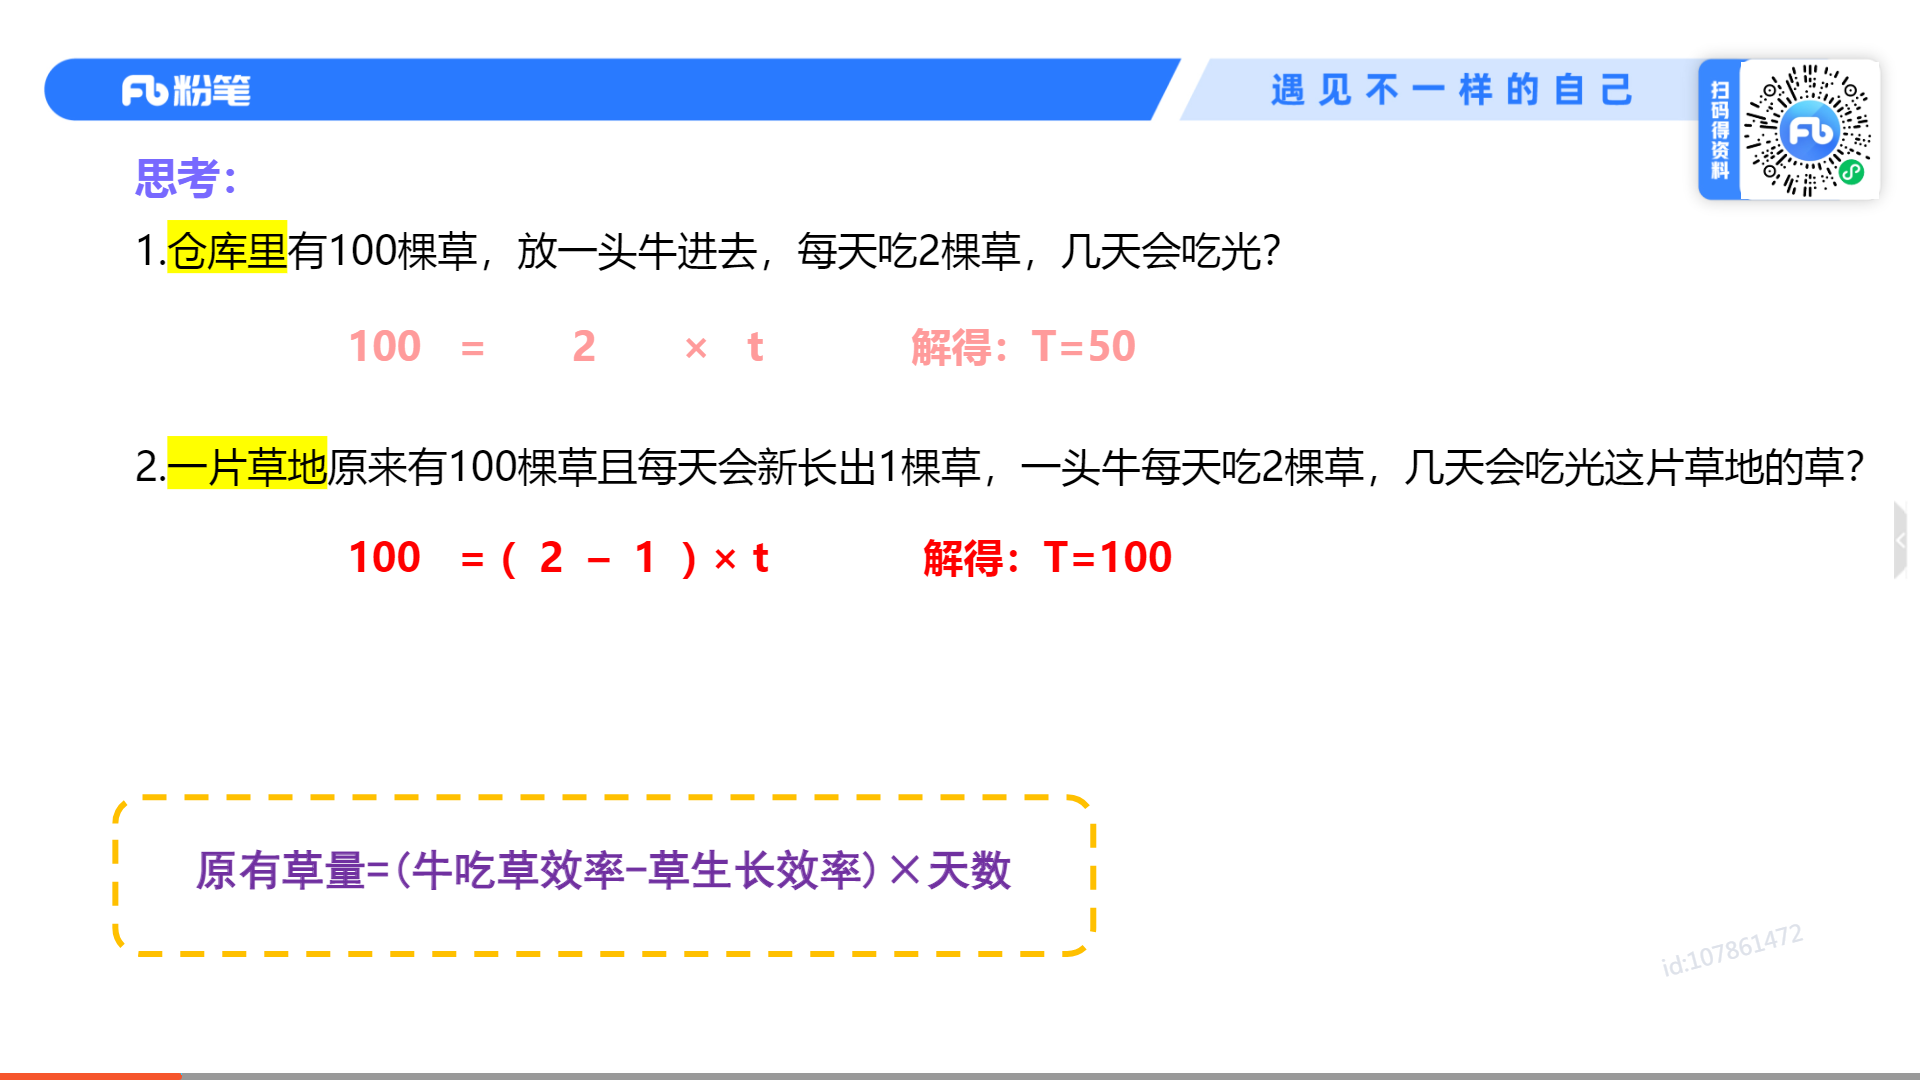 粉笔
遇见不一样的自己
扫码得资料
思考：
1.仓库里有100棵草，放一头牛进去，每天吃2棵草，几天会吃光？
100 = 2 × t 解得：T=50
2.一片草地原来有100棵草且每天会新长出1棵草，一头牛每天吃2棵草，几天会吃光这片草地的草？
100 =( 2 – 1 )× t 解得：T=100
原有草量=(牛吃草效率-草生长效率)×天数
id:107861472